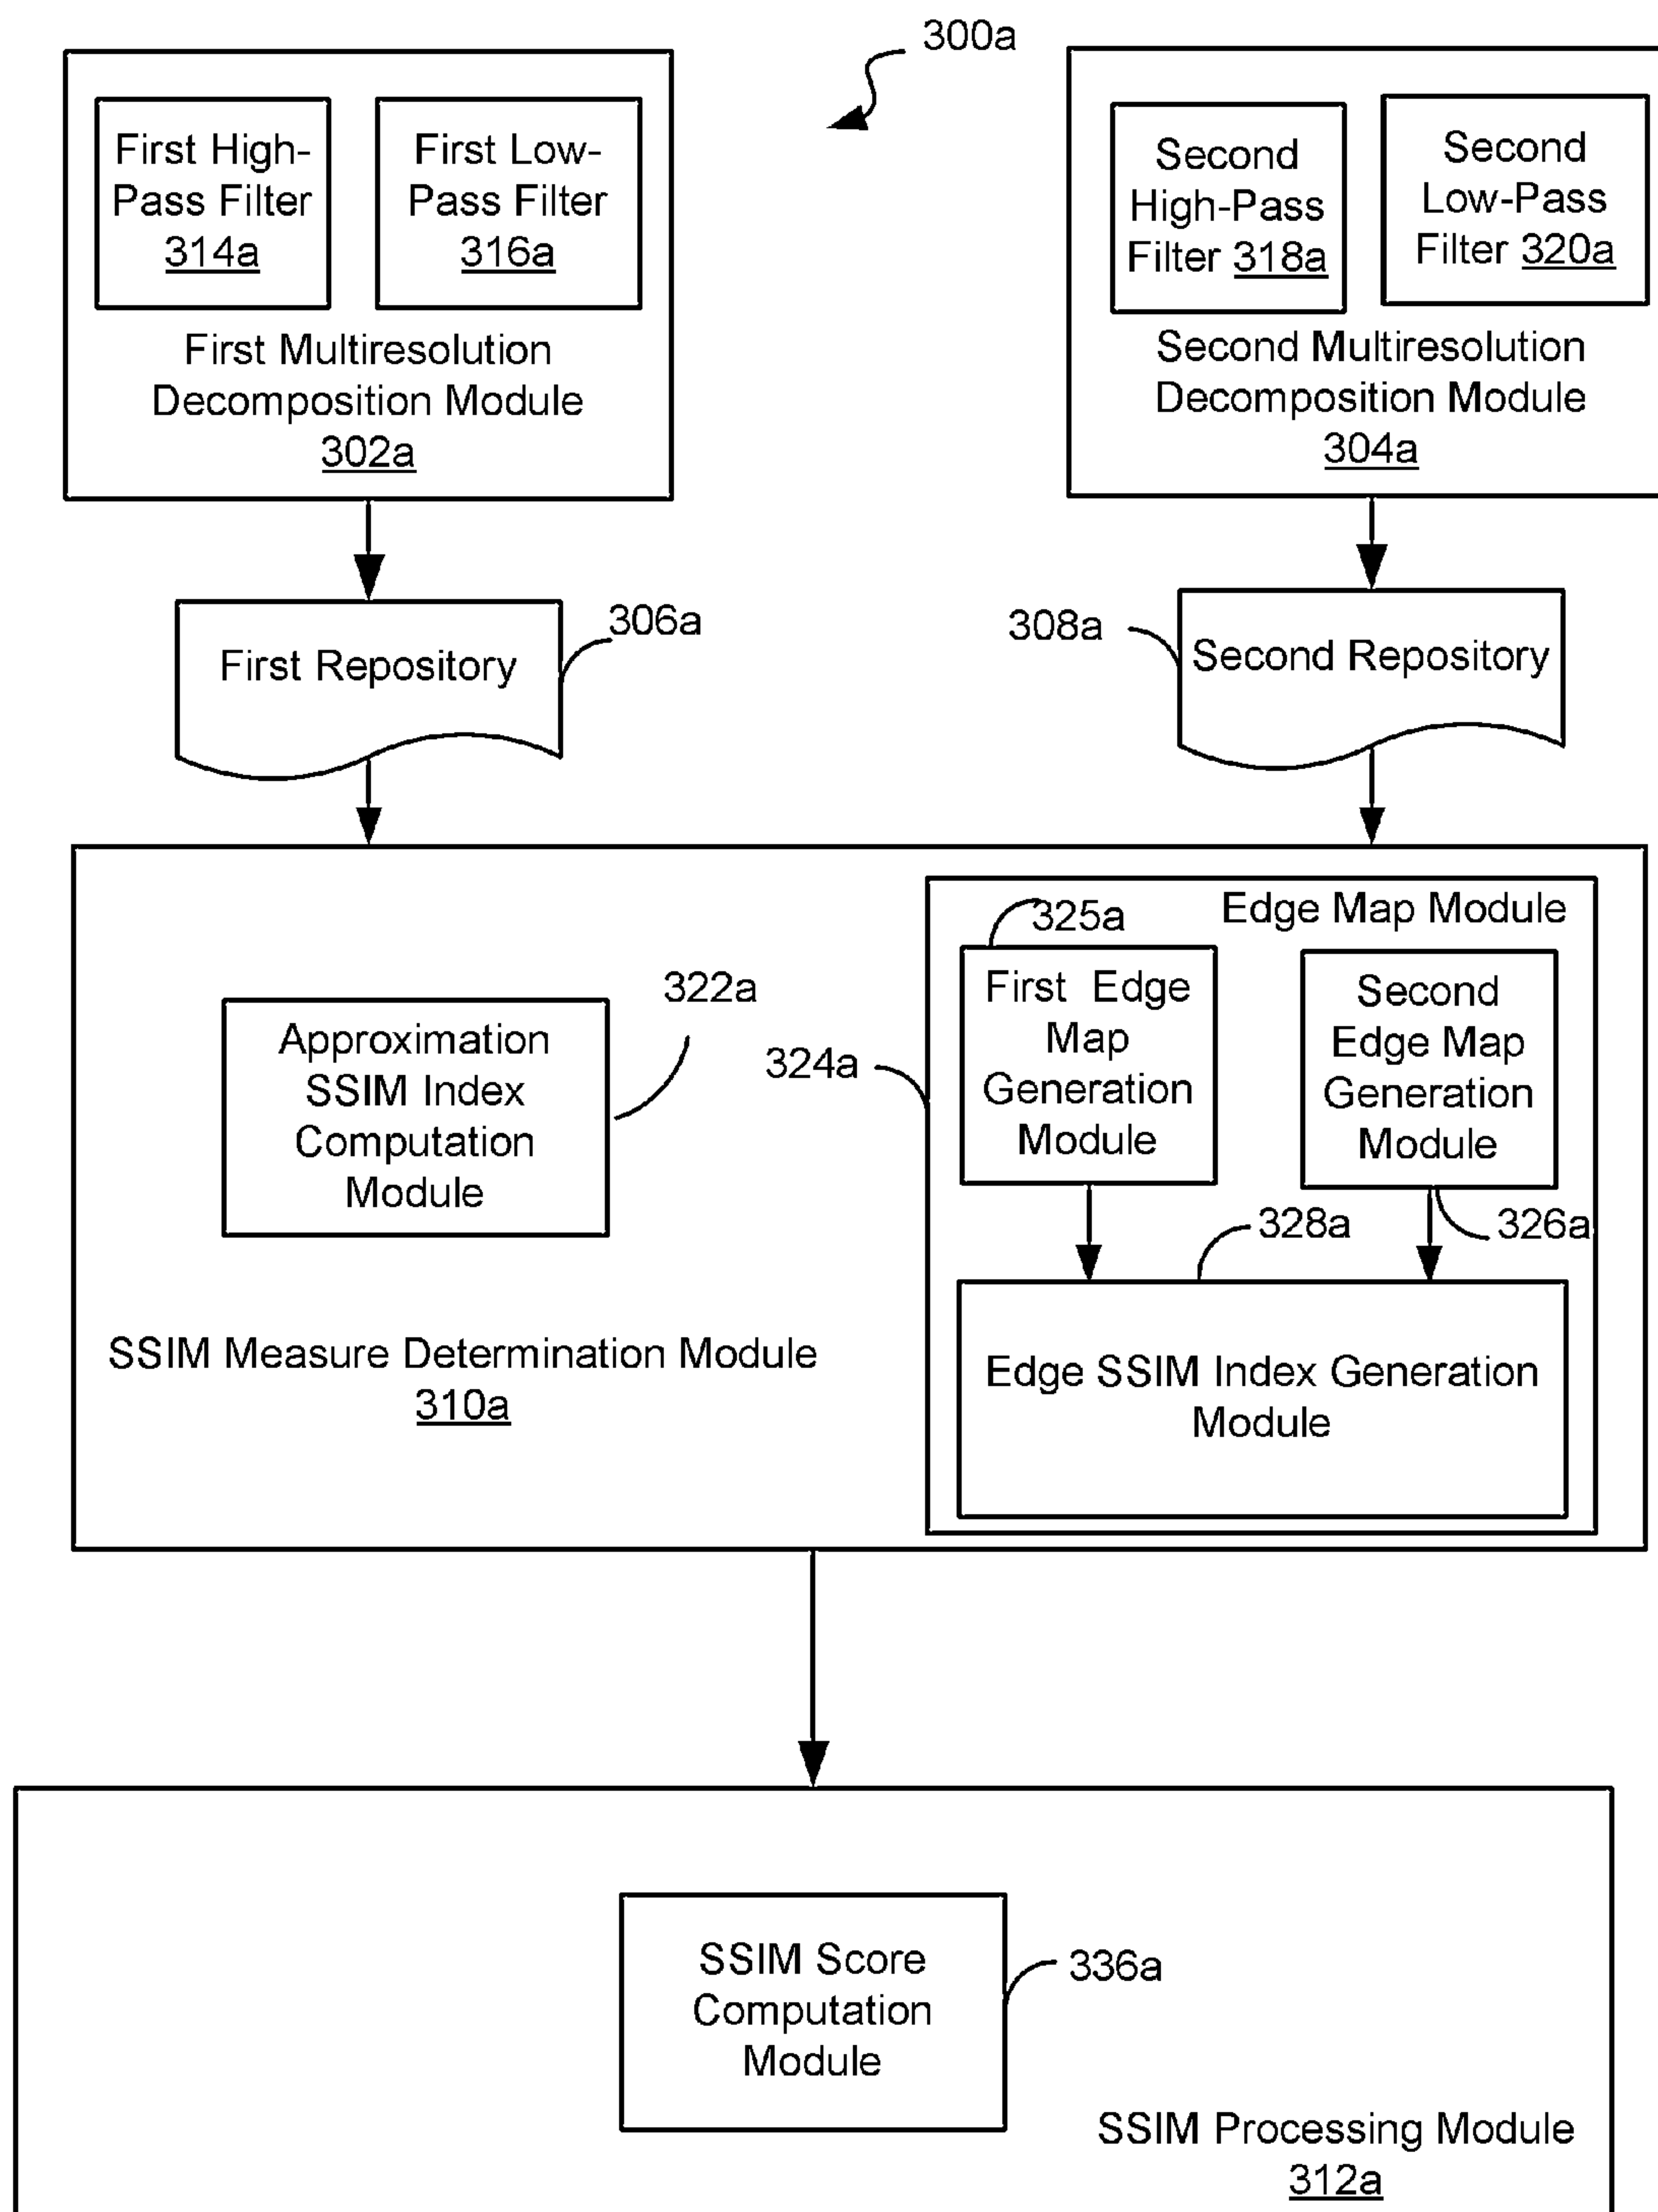 300a
First High-
Pass Filter
314a
First Low-
Pass Filter
316a
First Multiresolution
Decomposition Module
302a
Second
High-Pass
Filter 318a
Second
Low-Pass
Filter 320a
Second Multiresolution
Decomposition Module
304a
First Repository
306a
308a
Second Repository
Approximation
SSIM Index
Computation
Module
322a
SSIM Measure Determination Module
310a
324a
Edge Map Module
325a
First Edge
Map
Generation
Module
Second
Edge Map
Generation
Module
328a
326a
Edge SSIM Index Generation
Module
SSIM Score
Computation
Module
336a
SSIM Processing Module
312a